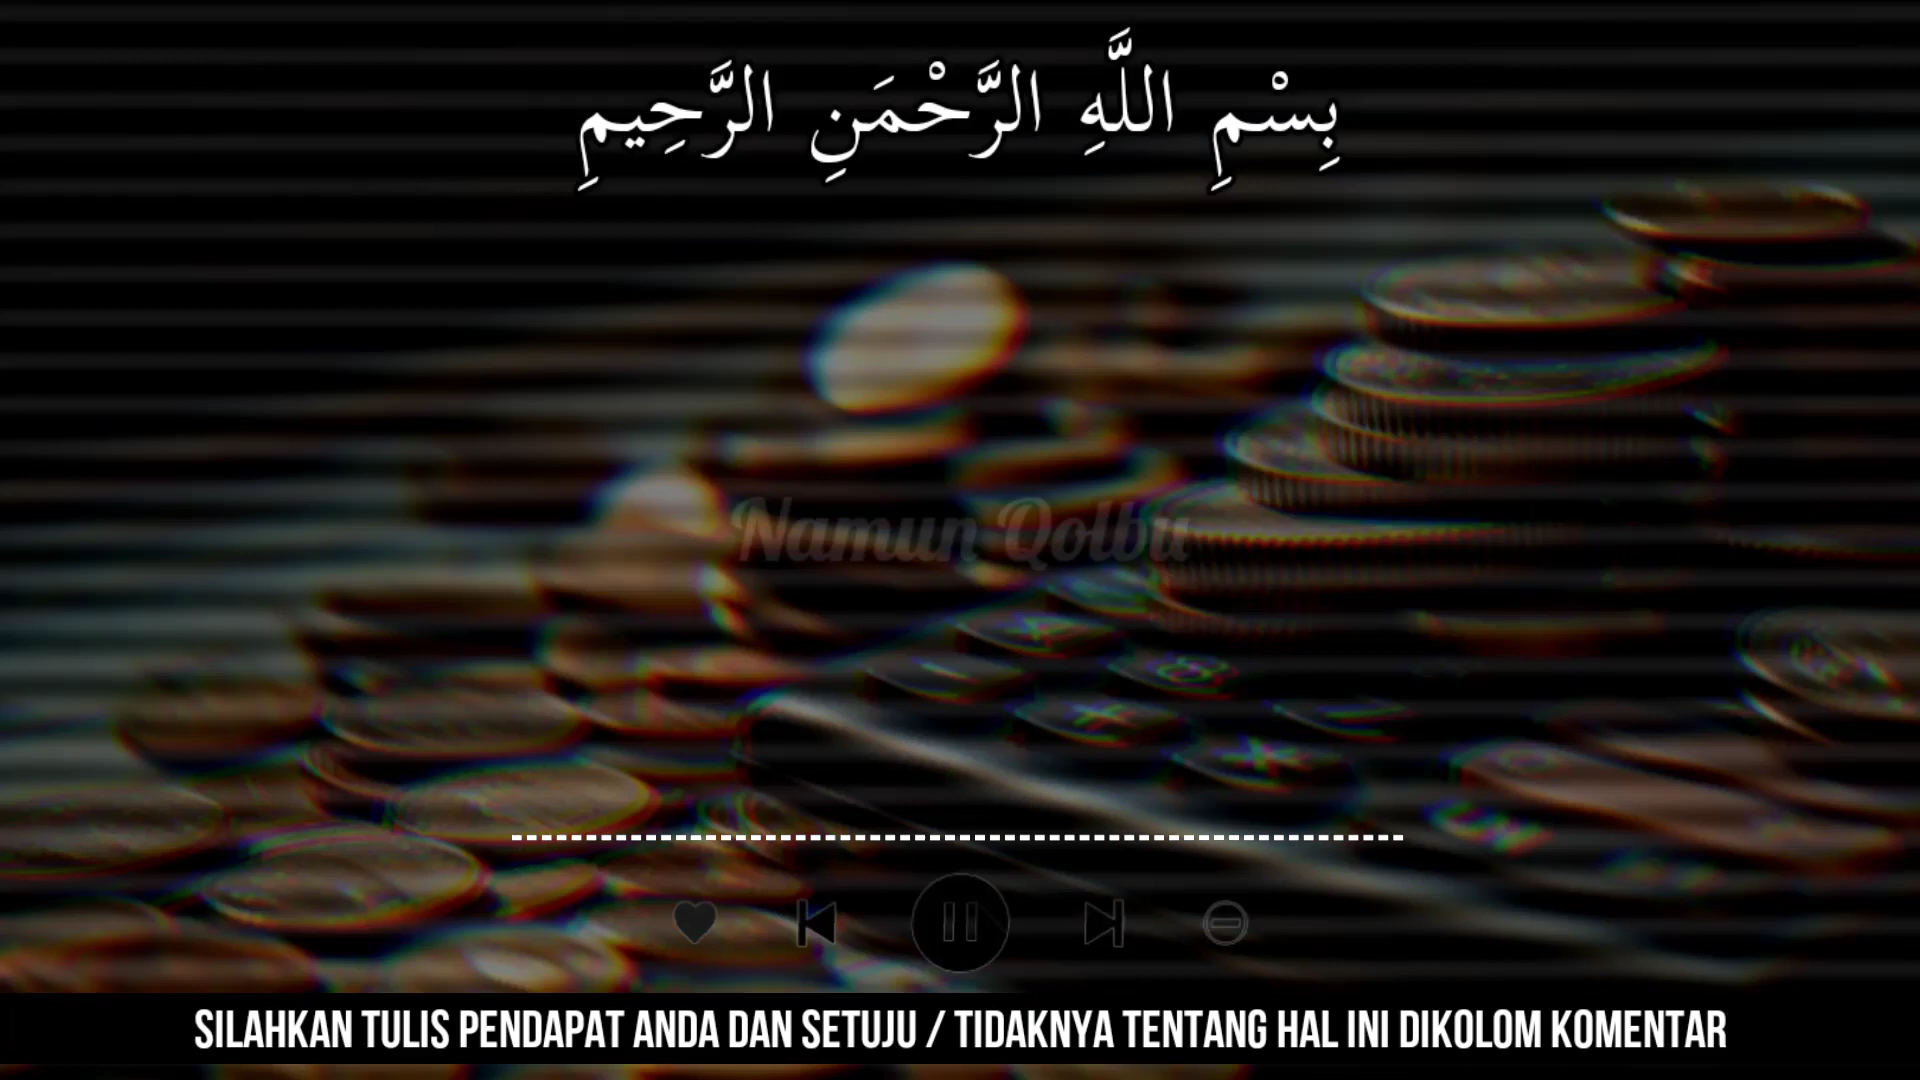 بِسْمِ اللَّهِ الرَّحْمَنِ الرَّحِيمِ
Namun Qolbu
SILAHKAN TULIS PENDAPAT ANDA DAN SETUJU / TIDAKNYA TENTANG HAL INI DIKOLOM KOMENTAR